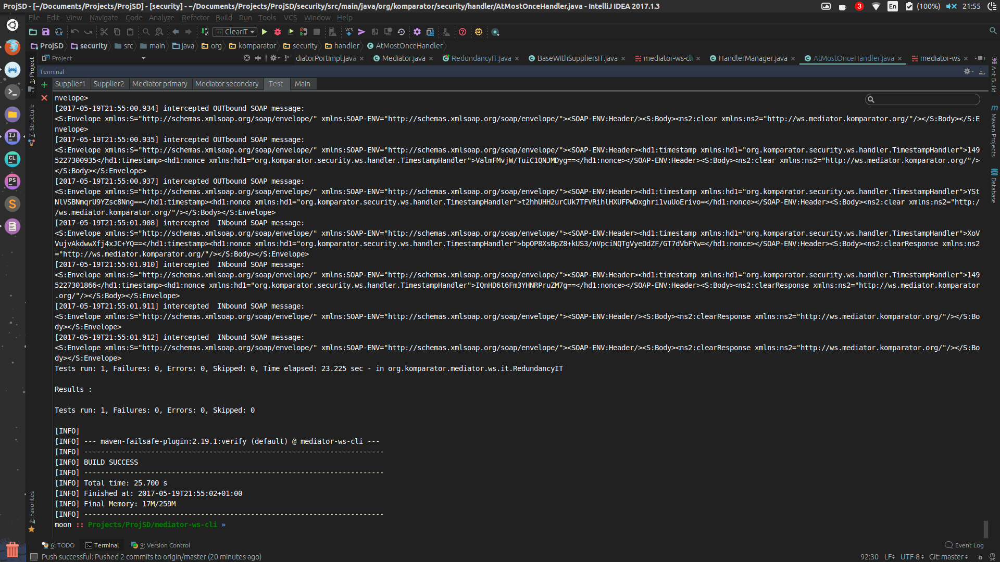 ProjSD - [~/Documents/Projects/ProjSD] - [security] - ~/Documents/Projects/ProjSD/security/src/main/java/org/komparator/security/handler/AtMostOnceHandler.java - IntelliJ IDEA 2017.1.3
3 En (100%) 21:55
File Edit View Navigate Code Analyze Refactor Build Run Tools VCS Window Help
ClearIT VCS
ProjSD security src main java org komparator security handler AtMostOnceHandler
Project diatorPortImpl.java × Mediator.java × RedundancyIT.java × BaseWIthSuppliersIT.java × mediator-ws-cli × HandlerManager.java × AtMostOnceHandler.java × mediator-ws ×
Terminal
Supplier1 Supplier2 Mediator primary Mediator secondary Test Main
nvelope>
[2017-05-19T21:55:00.934] intercepted OUTbound SOAP message:
<S:Envelope xmlns:S="http://schemas.xmlsoap.org/soap/envelope/" xmlns:SOAP-ENV="http://schemas.xmlsoap.org/soap/envelope/"><SOAP-ENV:Header/><S:Body><ns2:clear xmlns:ns2="http://ws.mediator.komparator.org/"/></S:Body></S:E
nvelope>
[2017-05-19T21:55:00.935] intercepted OUTbound SOAP message:
<S:Envelope xmlns:S="http://schemas.xmlsoap.org/soap/envelope/" xmlns:SOAP-ENV="http://schemas.xmlsoap.org/soap/envelope/"><SOAP-ENV:Header><hd1:timestamp xmlns:hd1="org.komparator.security.ws.handler.TimestampHandler">149
5227300935</hd1:timestamp><hd1:nonce xmlns:hd1="org.komparator.security.ws.handler.TimestampHandler">ValmFMvjW/TuiC1QNJMDyg==</hd1:nonce></SOAP-ENV:Header><S:Body><ns2:clear xmlns:ns2="http://ws.mediator.komparator.org/"/>
</S:Body></S:Envelope>
[2017-05-19T21:55:00.937] intercepted OUTbound SOAP message:
<S:Envelope xmlns:S="http://schemas.xmlsoap.org/soap/envelope/" xmlns:SOAP-ENV="http://schemas.xmlsoap.org/soap/envelope/"><SOAP-ENV:Header><hd1:timestamp xmlns:hd1="org.komparator.security.ws.handler.TimestampHandler">YSt
NlVSBNmqrU9YZsc8Nng==</hd1:timestamp><hd1:nonce xmlns:hd1="org.komparator.security.ws.handler.TimestampHandler">t2hhUHH2urCUk7TFVRihlHXUFPwDxghri1vuUoErivo=</hd1:nonce></SOAP-ENV:Header><S:Body><ns2:clear xmlns:ns2="http:/
/ws.mediator.komparator.org/"/></S:Body></S:Envelope>
[2017-05-19T21:55:01.908] intercepted  INbound SOAP message:
<S:Envelope xmlns:S="http://schemas.xmlsoap.org/soap/envelope/" xmlns:SOAP-ENV="http://schemas.xmlsoap.org/soap/envelope/"><SOAP-ENV:Header><hd1:timestamp xmlns:hd1="org.komparator.security.ws.handler.TimestampHandler">XoV
VujvAkdwwXfj4xJC+YQ==</hd1:timestamp><hd1:nonce xmlns:hd1="org.komparator.security.ws.handler.TimestampHandler">bpOP8XsBpZ8+kUS3/nVpciNQTgVyeOdZF/GT7dVbFYw=</hd1:nonce></SOAP-ENV:Header><S:Body><ns2:clearResponse xmlns:ns2
="http://ws.mediator.komparator.org/"/></S:Body></S:Envelope>
[2017-05-19T21:55:01.910] intercepted  INbound SOAP message:
<S:Envelope xmlns:S="http://schemas.xmlsoap.org/soap/envelope/" xmlns:SOAP-ENV="http://schemas.xmlsoap.org/soap/envelope/"><SOAP-ENV:Header><hd1:timestamp xmlns:hd1="org.komparator.security.ws.handler.TimestampHandler">149
5227301866</hd1:timestamp><hd1:nonce xmlns:hd1="org.komparator.security.ws.handler.TimestampHandler">IQnHD6t6Fm3YHNRPruZM7g==</hd1:nonce></SOAP-ENV:Header><S:Body><ns2:clearResponse xmlns:ns2="http://ws.mediator.komparator
.org/"/></S:Body></S:Envelope>
[2017-05-19T21:55:01.911] intercepted  INbound SOAP message:
<S:Envelope xmlns:S="http://schemas.xmlsoap.org/soap/envelope/" xmlns:SOAP-ENV="http://schemas.xmlsoap.org/soap/envelope/"><SOAP-ENV:Header/><S:Body><ns2:clearResponse xmlns:ns2="http://ws.mediator.komparator.org/"/></S:Bo
dy></S:Envelope>
[2017-05-19T21:55:01.912] intercepted  INbound SOAP message:
<S:Envelope xmlns:S="http://schemas.xmlsoap.org/soap/envelope/" xmlns:SOAP-ENV="http://schemas.xmlsoap.org/soap/envelope/"><SOAP-ENV:Header/><S:Body><ns2:clearResponse xmlns:ns2="http://ws.mediator.komparator.org/"/></S:Bo
dy></S:Envelope>
Tests run: 1, Failures: 0, Errors: 0, Skipped: 0, Time elapsed: 23.225 sec - in org.komparator.mediator.ws.it.RedundancyIT
Results :
Tests run: 1, Failures: 0, Errors: 0, Skipped: 0
[INFO]
[INFO] --- maven-failsafe-plugin:2.19.1:verify (default) @ mediator-ws-cli ---
[INFO] ------------------------------------------------------------------------
[INFO] BUILD SUCCESS
[INFO] ------------------------------------------------------------------------
[INFO] Total time: 25.700 s
[INFO] Finished at: 2017-05-19T21:55:02+01:00
[INFO] Final Memory: 17M/259M
[INFO] ------------------------------------------------------------------------
moon :: Projects/ProjSD/mediator-ws-cli »
1: Project
7: Structure
2: Favorites
Ant Build
m Maven Projects
Database
IJ
CL
PS
S
6: TODO Terminal 9: Version Control Event Log
Push successful: Pushed 2 commits to origin/master (20 minutes ago) 92:30 LF UTF-8 Git: master